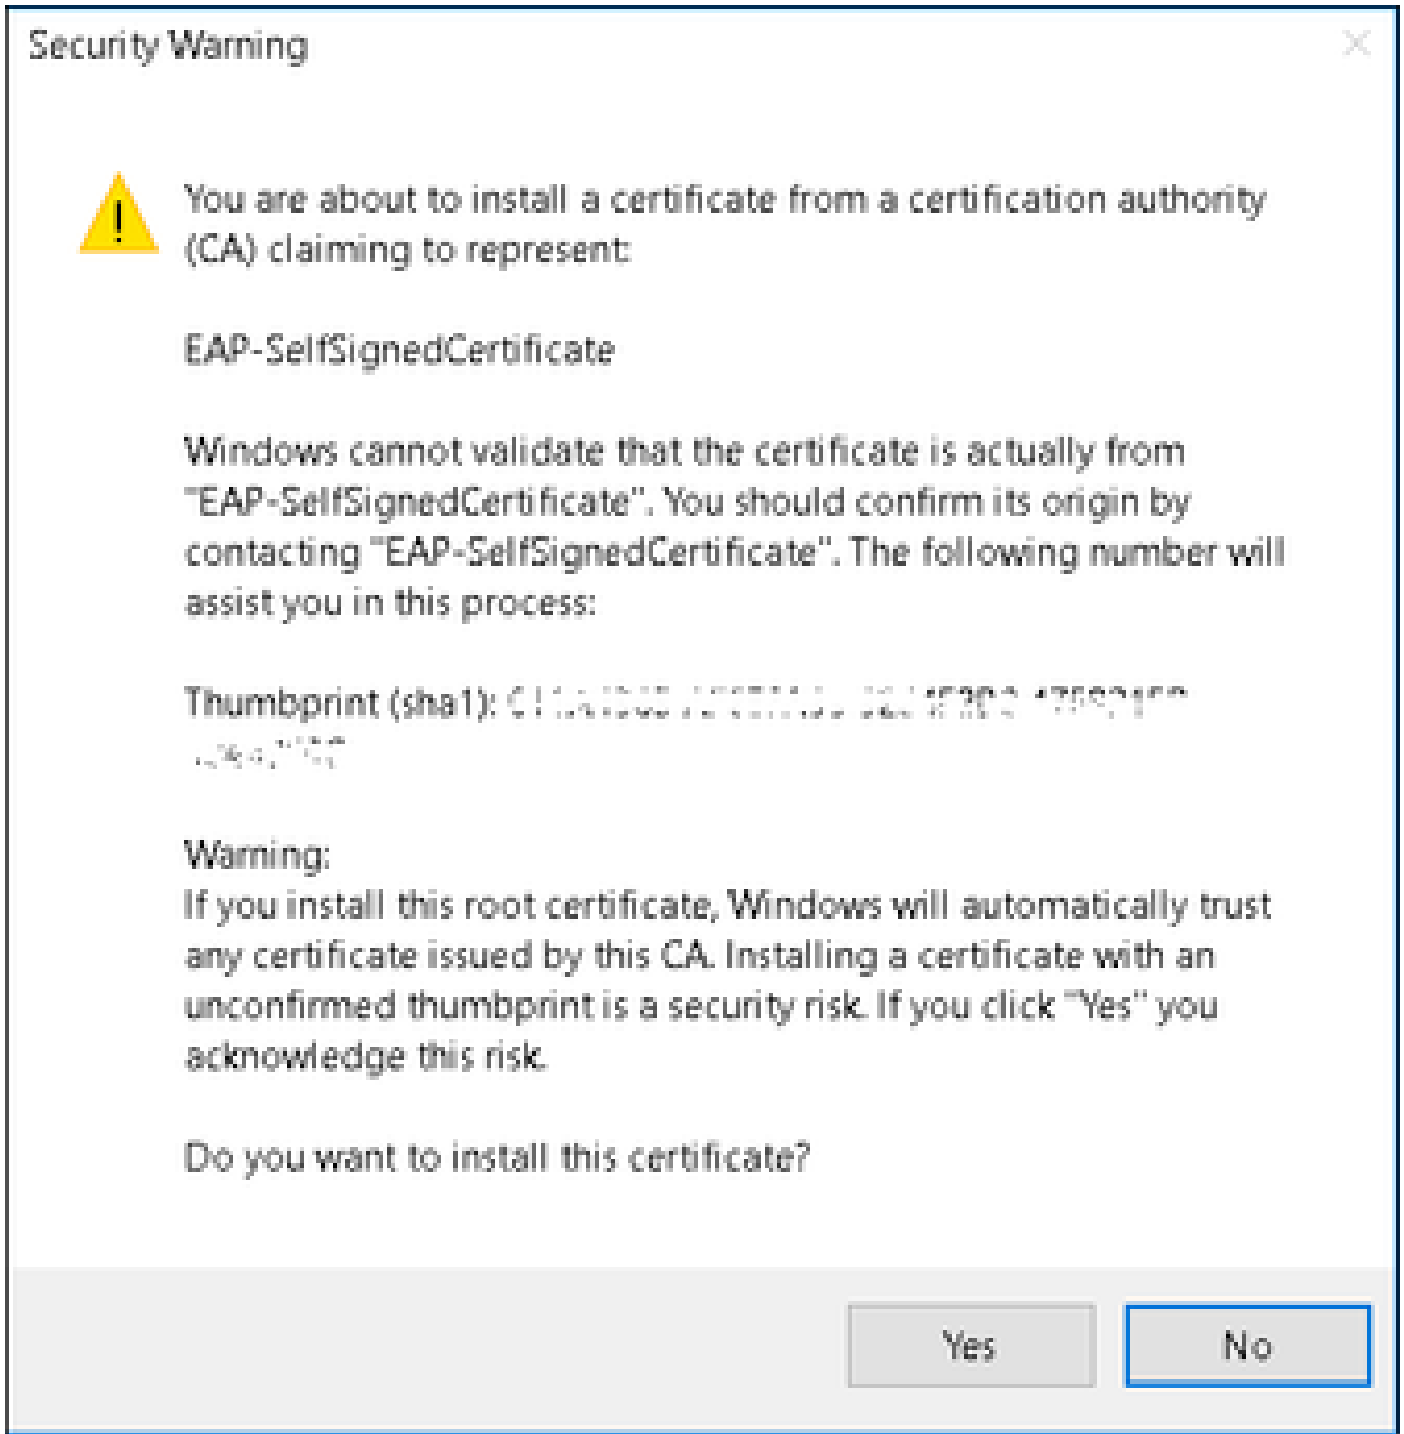 Security Warning
You are about to install a certificate from a certification authority
(CA) claiming to represent:
EAP-SelfSignedCertificate
Windows cannot validate that the certificate is actually from
"EAP-SelfSignedCertificate". You should confirm its origin by
contacting "EAP-SelfSignedCertificate". The following number will
assist you in this process:
Thumbprint (sha1):
Warning:
If you install this root certificate, Windows will automatically trust
any certificate issued by this CA. Installing a certificate with an
unconfirmed thumbprint is a security risk. If you click "Yes" you
acknowledge this risk.
Do you want to install this certificate?
Yes
No